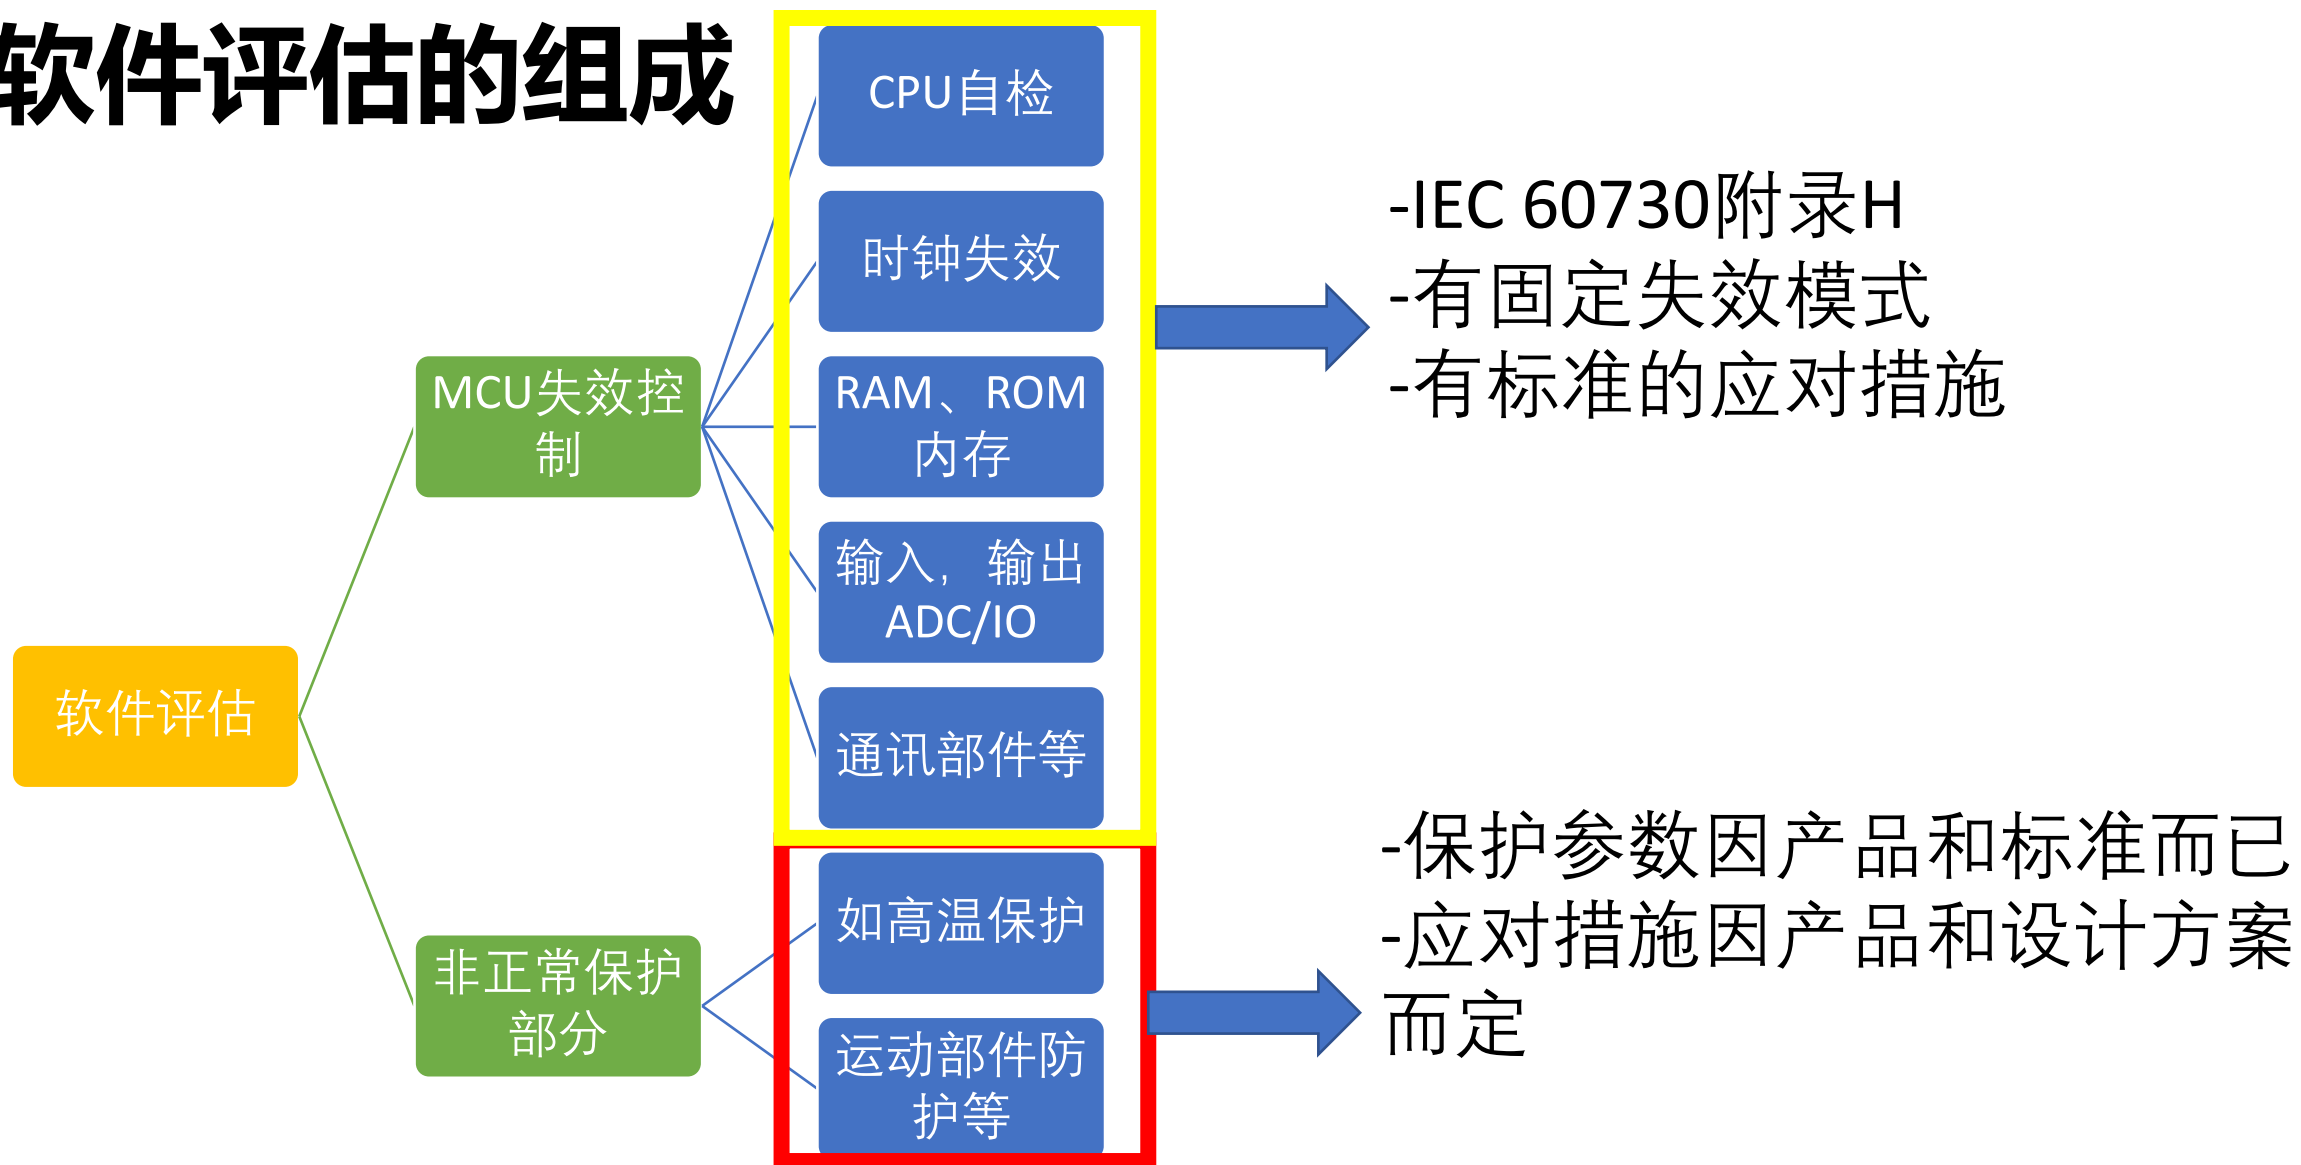 软件评估的组成
CPU自检
时钟失效
MCU失效控
制
RAM、ROM
内存
输入，输出
ADC/IO
通讯部件等
-IEC 60730附录H
-有固定失效模式
-有标准的应对措施
软件评估
非正常保护
部分
如高温保护
运动部件防
护等
-保护参数因产品和标准而已
-应对措施因产品和设计方案
而定